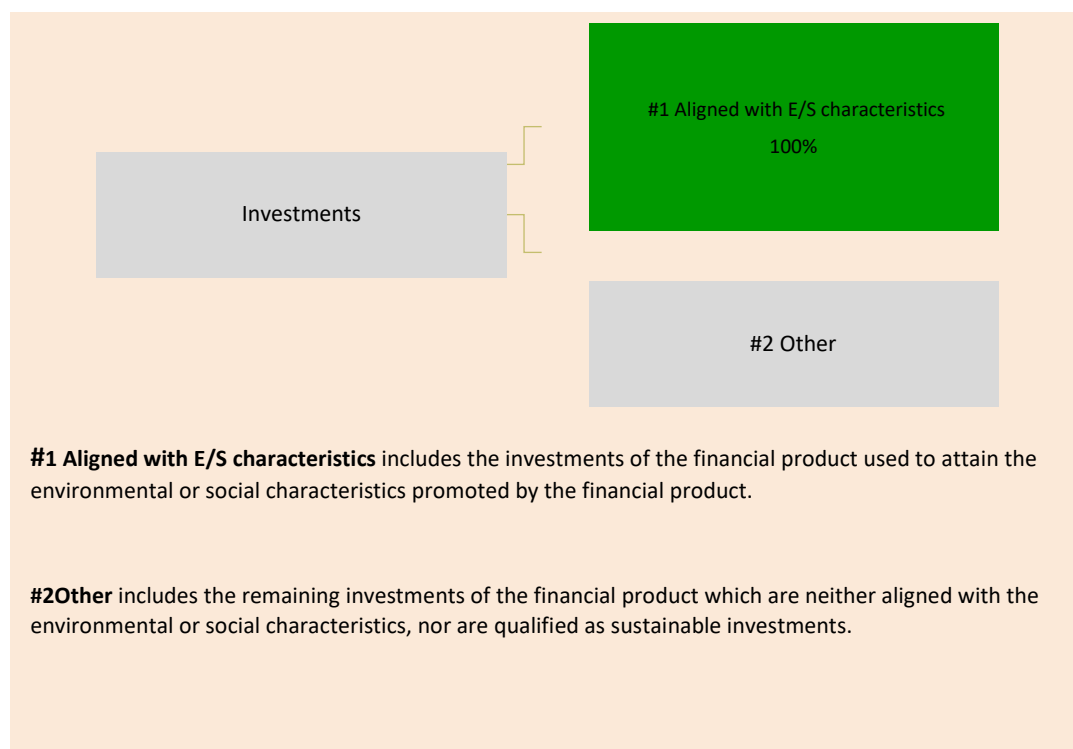 #1 Aligned with E/S characteristics
100%
Investments
#2 Other
#1 Aligned with E/S characteristics includes the investments of the financial product used to attain the
environmental or social characteristics promoted by the financial product.
#2Other includes the remaining investments of the financial product which are neither aligned with the
environmental or social characteristics, nor are qualified as sustainable investments.